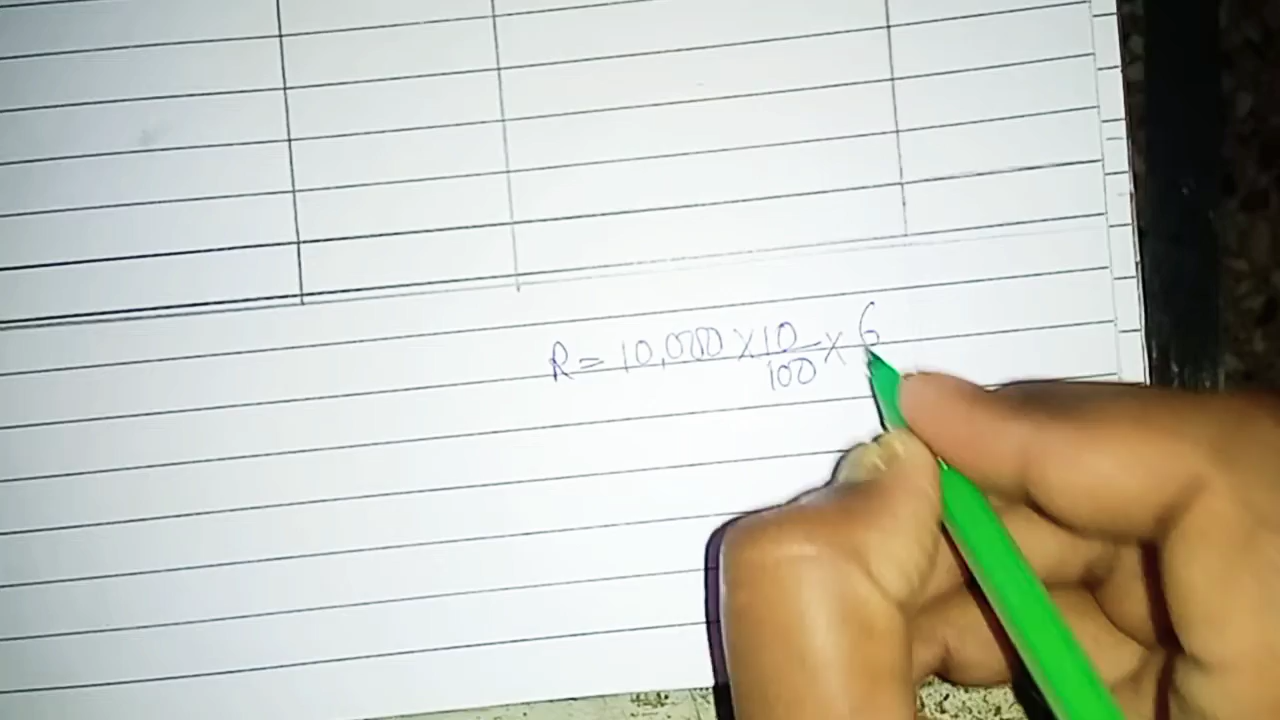 R = 10,000 × 10/100 × 6